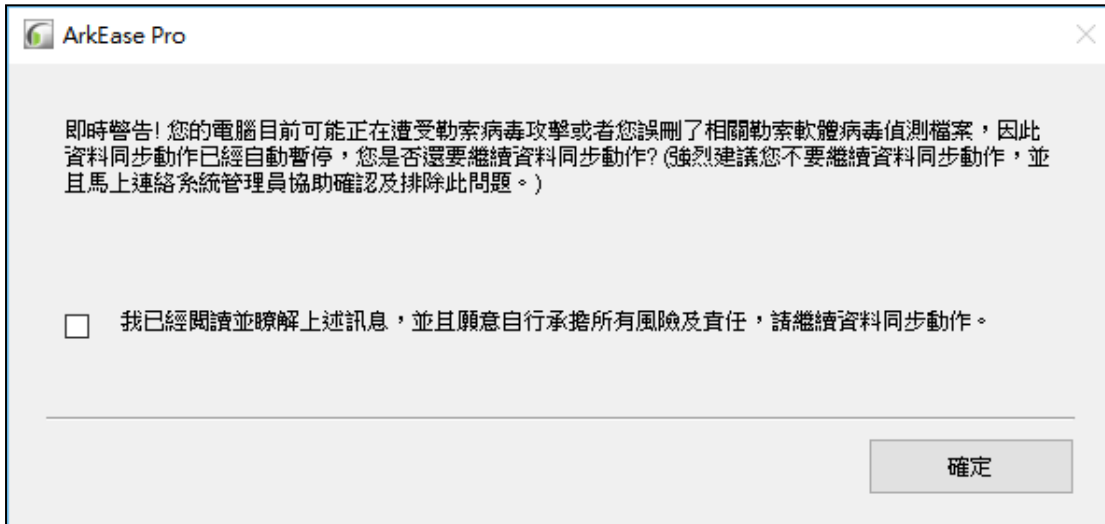 ArkEase Pro
即時警告! 您的電腦目前可能正在遭受勒索病毒攻擊或者您誤刪了相關勒索軟體病毒偵測檔案，因此
資料同步動作已經自動暫停，您是否還要繼續資料同步動作? (強烈建議您不要繼續資料同步動作，並
且馬上連絡系統管理員協助確認及排除此問題。)
我已經閱讀並瞭解上述訊息，並且願意自行承擔所有風險及責任，請繼續資料同步動作。
確定